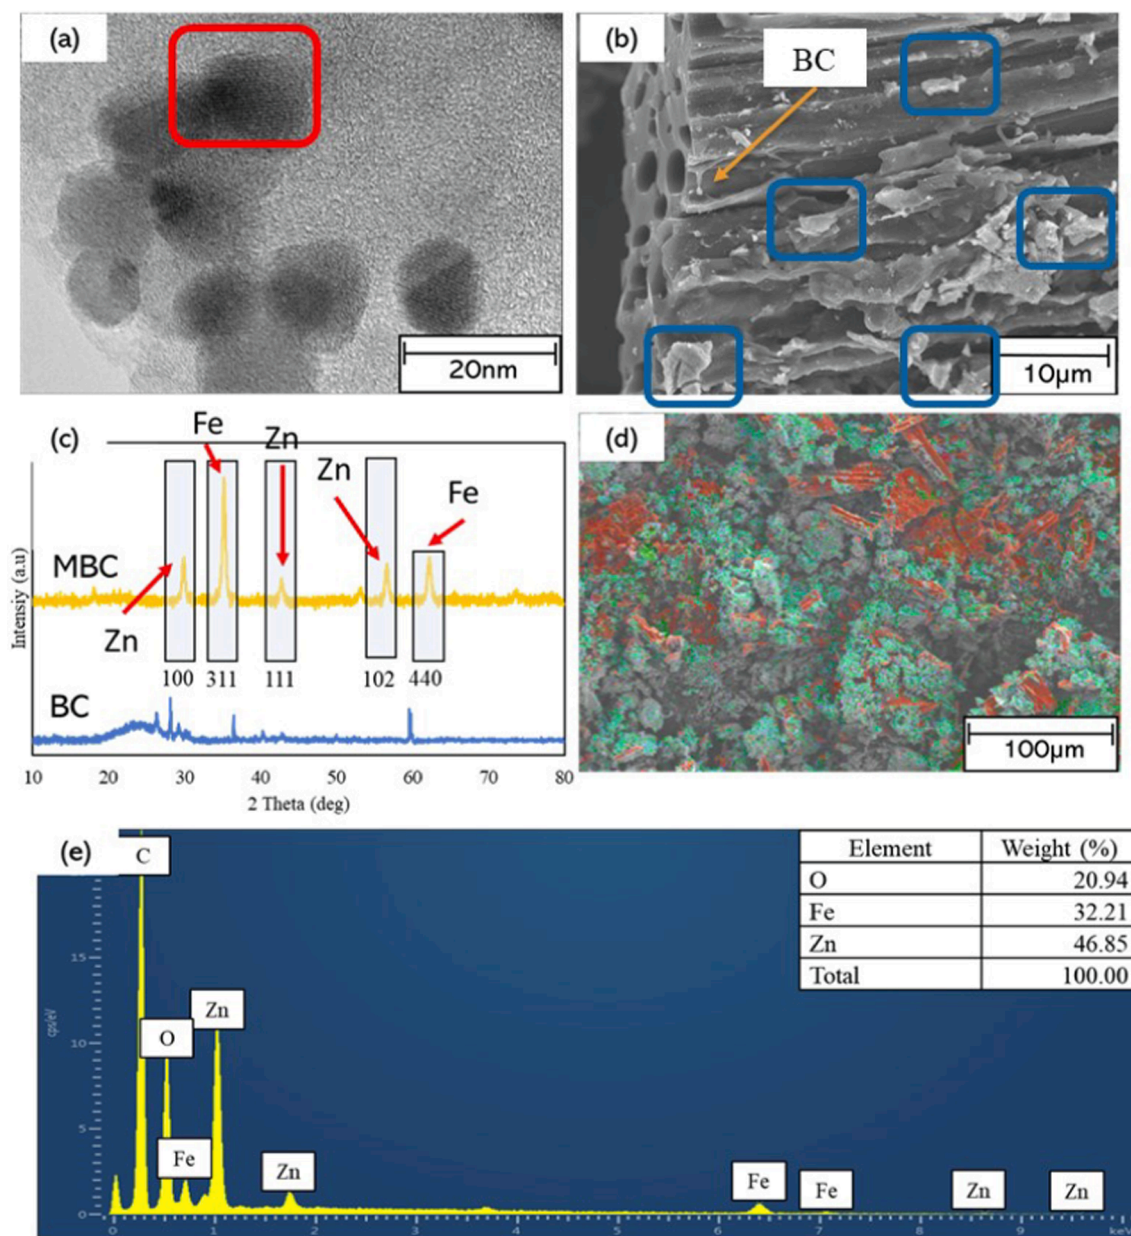 (a)
20nm
(b)
BC
10μm
(c)
Fe
Zn
Zn
Fe
MBC
Zn
100 311 111 102 440
BC
Intensiy (a.u)
10 20 30 40 50 60 70 80
2 Theta (deg)
(d)
100μm
(e)
C
O
Zn
Fe
Zn
Fe
Fe
Zn
Zn
Element Weight (%)
O 20.94
Fe 32.21
Zn 46.85
Total 100.00
cps/eV
15
10
5
0
0 1 2 3 4 5 6 7 8 9 keV